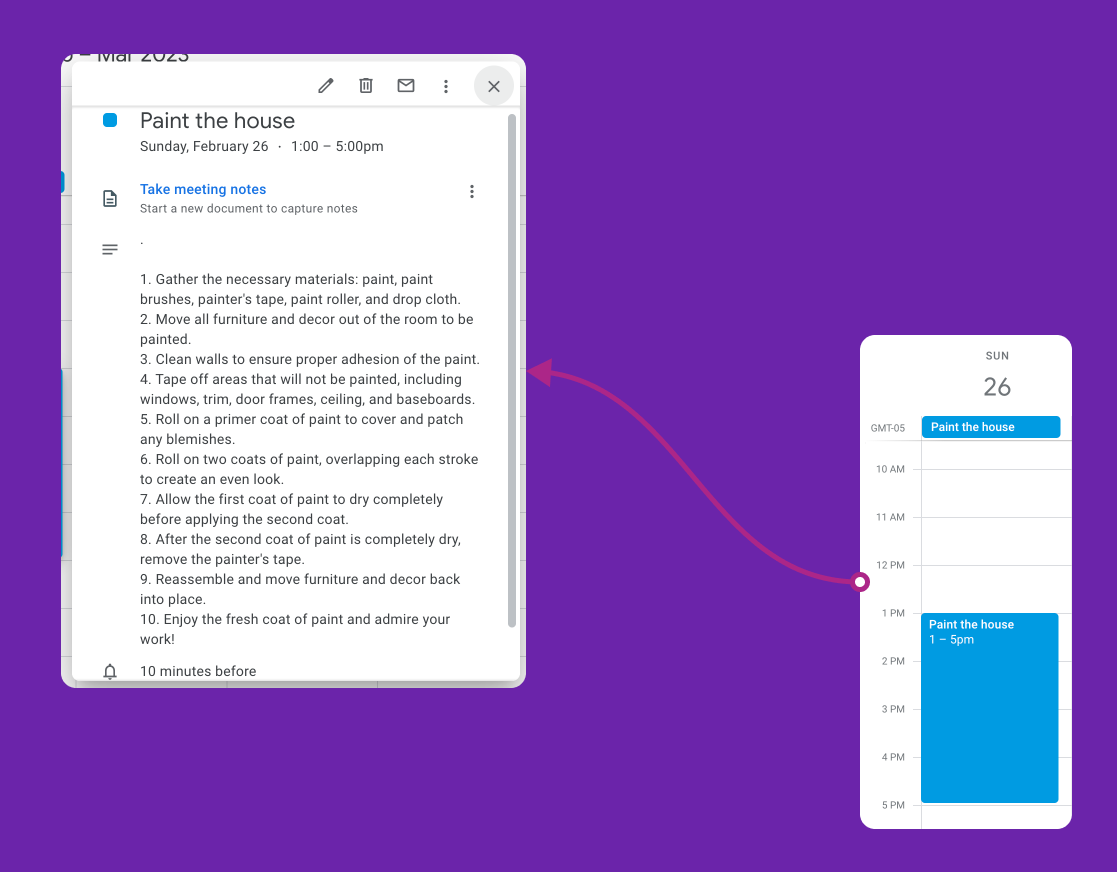 – Mar 2023
Paint the house
Sunday, February 26 · 1:00 – 5:00pm
Take meeting notes
Start a new document to capture notes
.
1. Gather the necessary materials: paint, paint
brushes, painter's tape, paint roller, and drop cloth.
2. Move all furniture and decor out of the room to be
painted.
3. Clean walls to ensure proper adhesion of the paint.
4. Tape off areas that will not be painted, including
windows, trim, door frames, ceiling, and baseboards.
5. Roll on a primer coat of paint to cover and patch
any blemishes.
6. Roll on two coats of paint, overlapping each stroke
to create an even look.
7. Allow the first coat of paint to dry completely
before applying the second coat.
8. After the second coat of paint is completely dry,
remove the painter's tape.
9. Reassemble and move furniture and decor back
into place.
10. Enjoy the fresh coat of paint and admire your
work!
10 minutes before
SUN
26
GMT-05
Paint the house
10 AM
11 AM
12 PM
1 PM
Paint the house
1 – 5pm
2 PM
3 PM
4 PM
5 PM